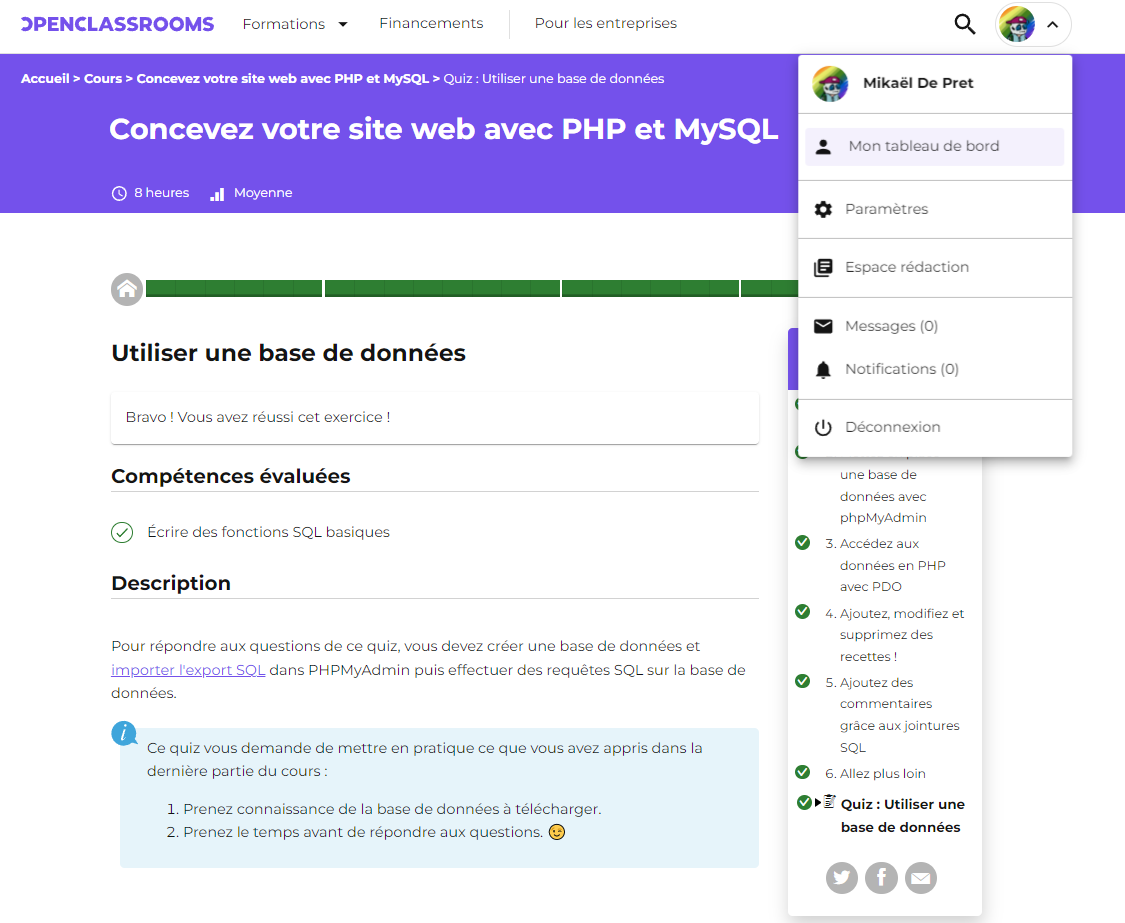 OPENCLASSROOMS Formations Financements Pour les entreprises
Accueil > Cours > Concevez votre site web avec PHP et MySQL > Quiz : Utiliser une base de données
Concevez votre site web avec PHP et MySQL
8 heures Moyenne
Mikaël De Pret
Mon tableau de bord
Paramètres
Espace rédaction
Messages (0)
Notifications (0)
Déconnexion
Utiliser une base de données
Bravo ! Vous avez réussi cet exercice !
Compétences évaluées
Écrire des fonctions SQL basiques
Description
Pour répondre aux questions de ce quiz, vous devez créer une base de données et
importer l'export SQL dans PHPMyAdmin puis effectuer des requêtes SQL sur la base de
données.
i
Ce quiz vous demande de mettre en pratique ce que vous avez appris dans la
dernière partie du cours :
1. Prenez connaissance de la base de données à télécharger.
2. Prenez le temps avant de répondre aux questions. 😉
une base de
données avec
phpMyAdmin
3. Accédez aux
données en PHP
avec PDO
4. Ajoutez, modifiez et
supprimez des
recettes !
5. Ajoutez des
commentaires
grâce aux jointures
SQL
6. Allez plus loin
Quiz : Utiliser une
base de données